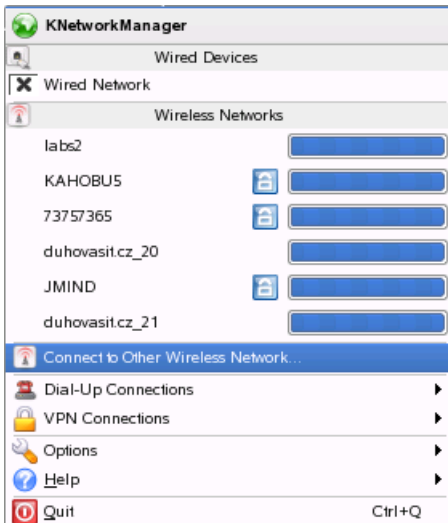 KNetworkManager
Wired Devices
Wired Network
Wireless Networks
labs2
KAHOBU5
73757365
duhovasit.cz_20
JMIND
duhovasit.cz_21
Connect to Other Wireless Network...
Dial-Up Connections
VPN Connections
Options
Help
Quit Ctrl+Q